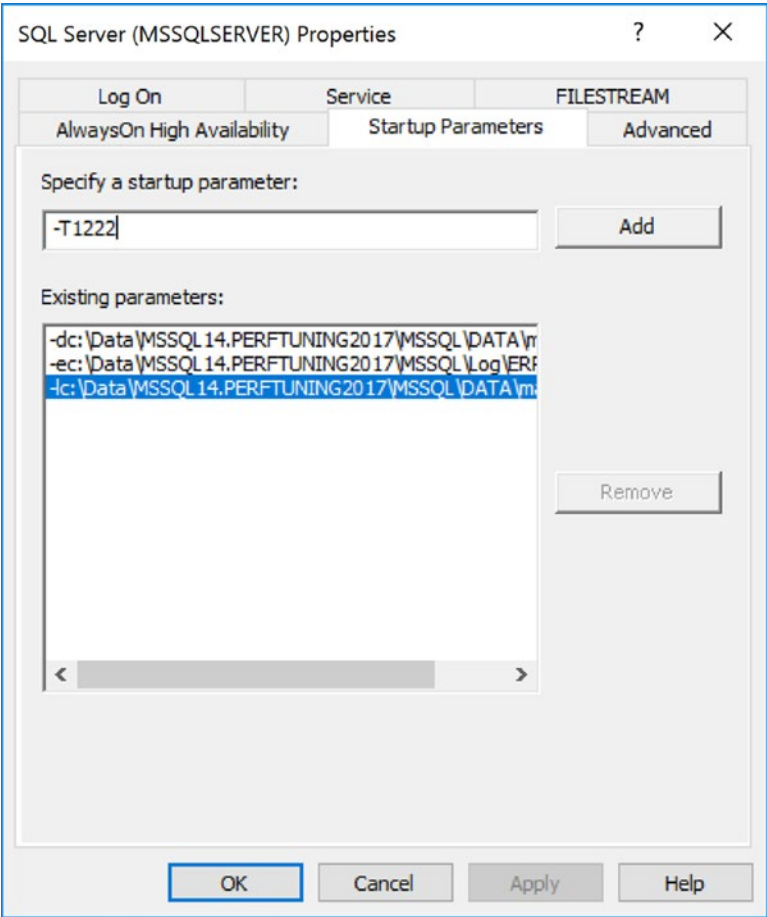 SQL Server (MSSQLSERVER) Properties ? ×
Log On Service FILESTREAM
AlwaysOn High Availability Startup Parameters Advanced
Specify a startup parameter:
-T1222 Add
Existing parameters:
-dc:\Data\MSSQL14.PERFTUNING2017\MSSQL\DATA\m
-ec:\Data\MSSQL14.PERFTUNING2017\MSSQL\Log\ERR
-lc:\Data\MSSQL14.PERFTUNING2017\MSSQL\DATA\ma
Remove
OK Cancel Apply Help